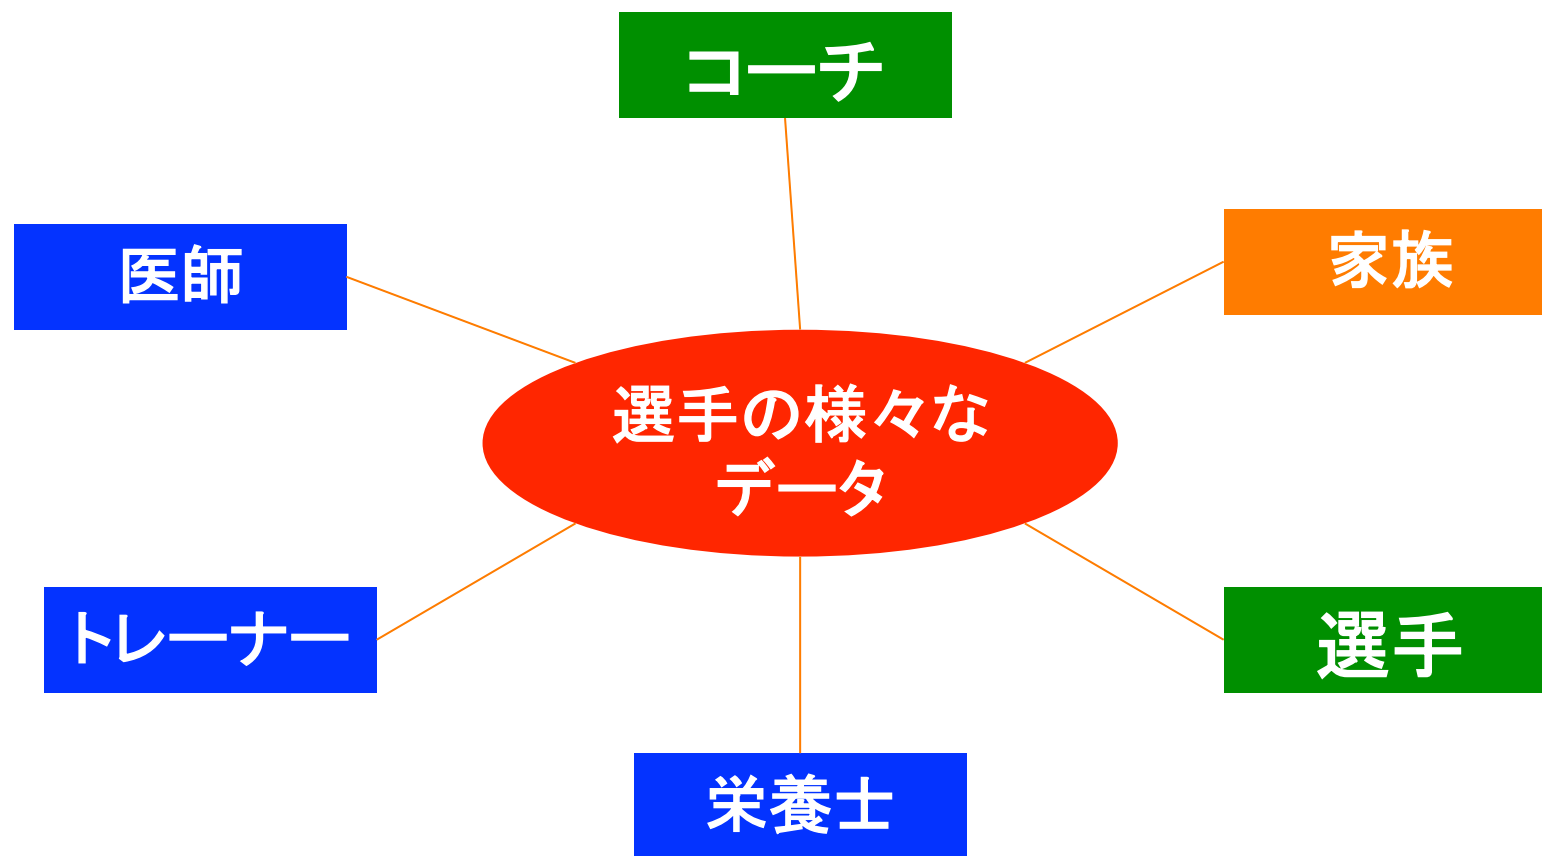 コーチ
医師
家族
選手の様々な
データ
トレーナー
選手
栄養士